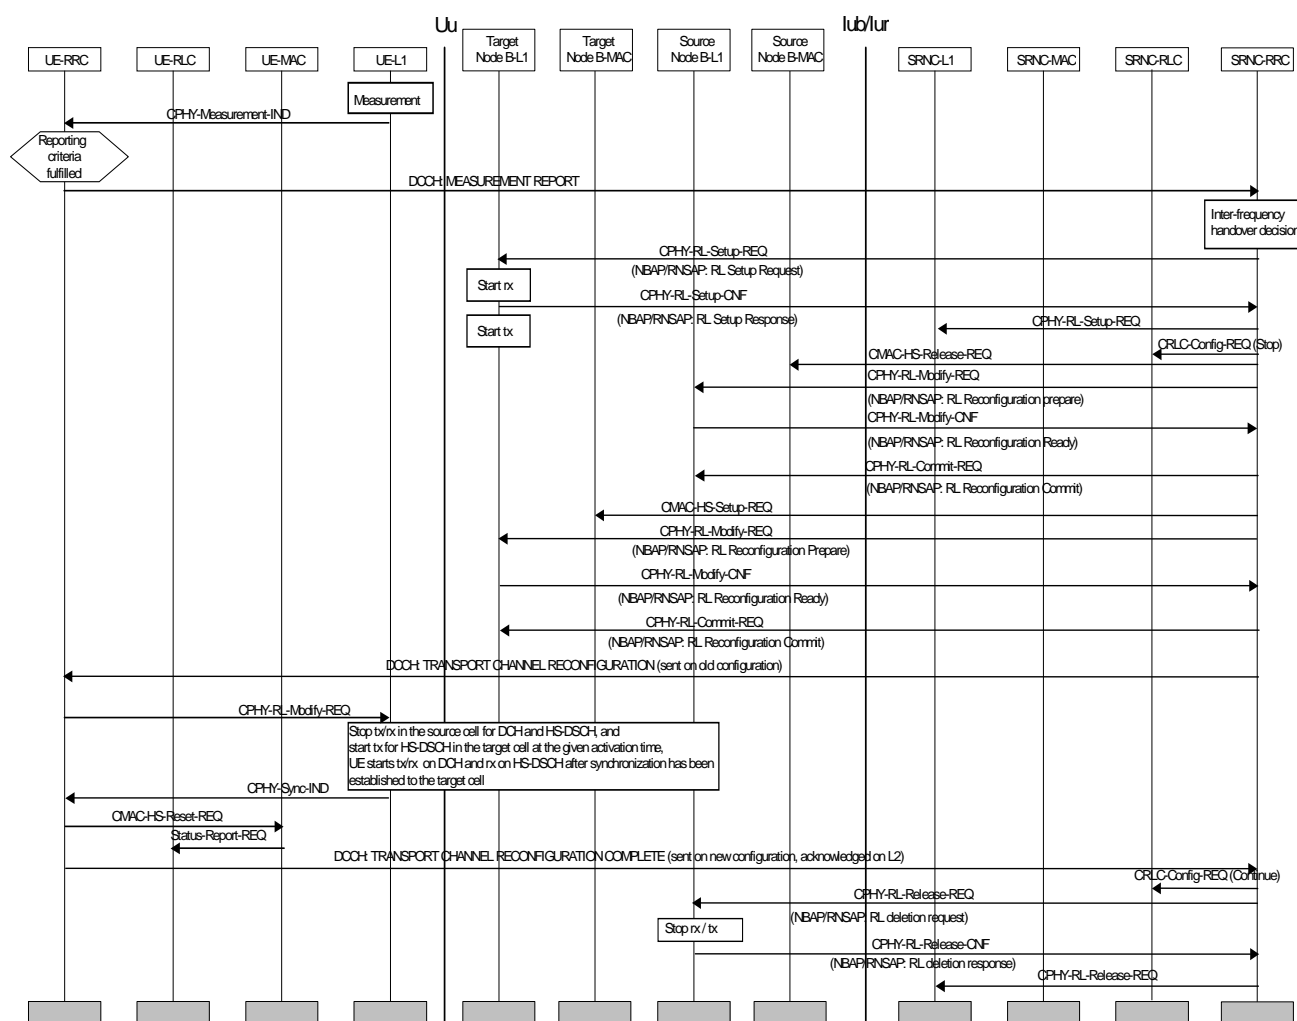 Uu
Iub/Iur
UE-RRC
UE-RLC
UE-MAC
UE-L1
Target
Node B-L1
Target
Node B-MAC
Source
Node B-L1
Source
Node B-MAC
SRNC-L1
SRNC-MAC
SRNC-RLC
SRNC-RRC
Measurement
CPHY-Measurement-IND
Reporting
criteria
fulfilled
DCCH: MEASUREMENT REPORT
Inter-frequency
handover decision
CPHY-RL-Setup-REQ
(NBAP/RNSAP: RL Setup Request)
Start rx
CPHY-RL-Setup-CNF
(NBAP/RNSAP: RL Setup Response)
Start tx
CPHY-RL-Setup-REQ
CRLC-Config-REQ (Stop)
CMAC-HS-Release-REQ
CPHY-RL-Modify-REQ
(NBAP/RNSAP: RL Reconfiguration prepare)
CPHY-RL-Modify-CNF
(NBAP/RNSAP: RL Reconfiguration Ready)
CPHY-RL-Commit-REQ
(NBAP/RNSAP: RL Reconfiguration Commit)
CMAC-HS-Setup-REQ
CPHY-RL-Modify-REQ
(NBAP/RNSAP: RL Reconfiguration Prepare)
CPHY-RL-Modify-CNF
(NBAP/RNSAP: RL Reconfiguration Ready)
CPHY-RL-Commit-REQ
(NBAP/RNSAP: RL Reconfiguration Commit)
DCCH: TRANSPORT CHANNEL RECONFIGURATION (sent on old configuration)
CPHY-RL-Modify-REQ
Stop tx/rx in the source cell for DCH and HS-DSCH, and
start tx for HS-DSCH in the target cell at the given activation time,
UE starts tx/rx on DCH and rx on HS-DSCH after synchronization has been
established to the target cell
CPHY-Sync-IND
CMAC-HS-Reset-REQ
Status-Report-REQ
DCCH: TRANSPORT CHANNEL RECONFIGURATION COMPLETE (sent on new configuration, acknowledged on L2)
CRLC-Config-REQ (Continue)
CPHY-RL-Release-REQ
(NBAP/RNSAP: RL deletion request)
Stop rx / tx
CPHY-RL-Release-CNF
(NBAP/RNSAP: RL deletion response)
CPHY-RL-Release-REQ